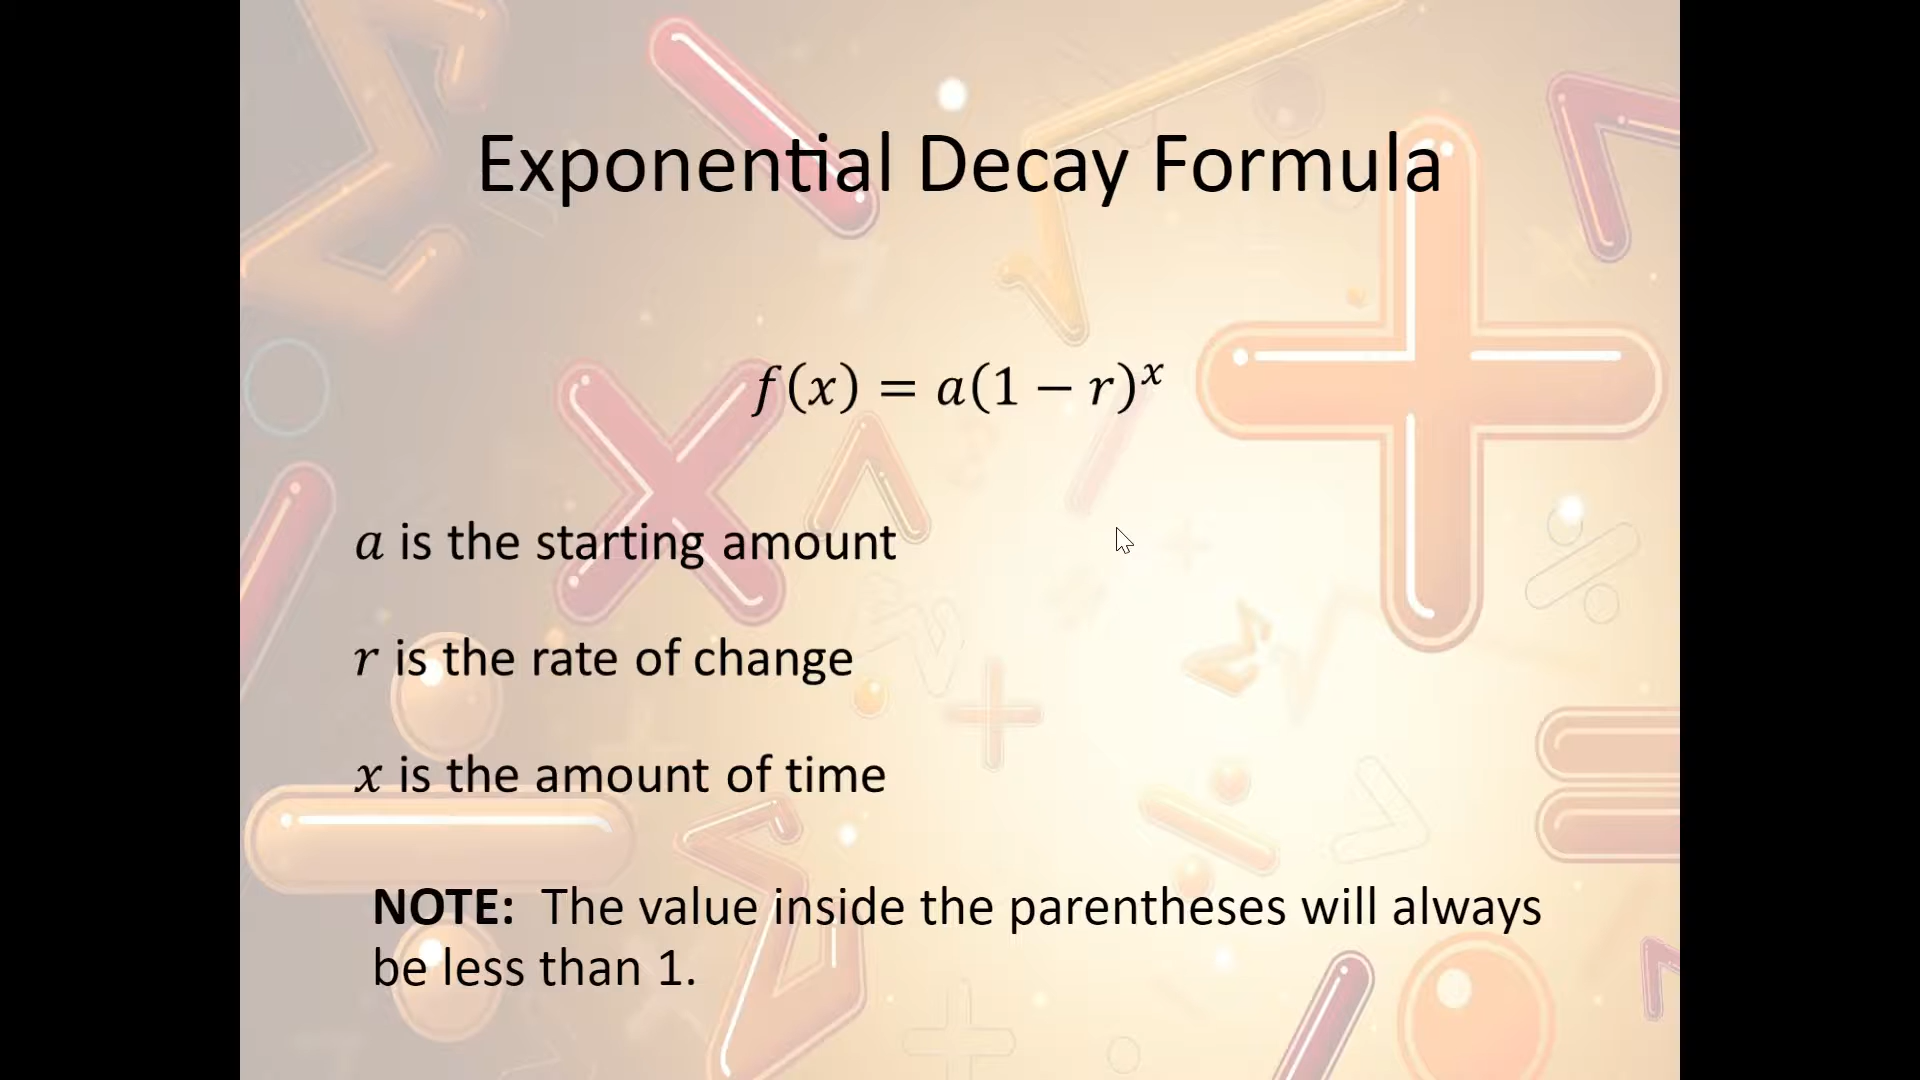 Exponential Decay Formula
f(x) = a(1 − r)ˣ
a is the starting amount
r is the rate of change
x is the amount of time
NOTE: The value inside the parentheses will always
be less than 1.